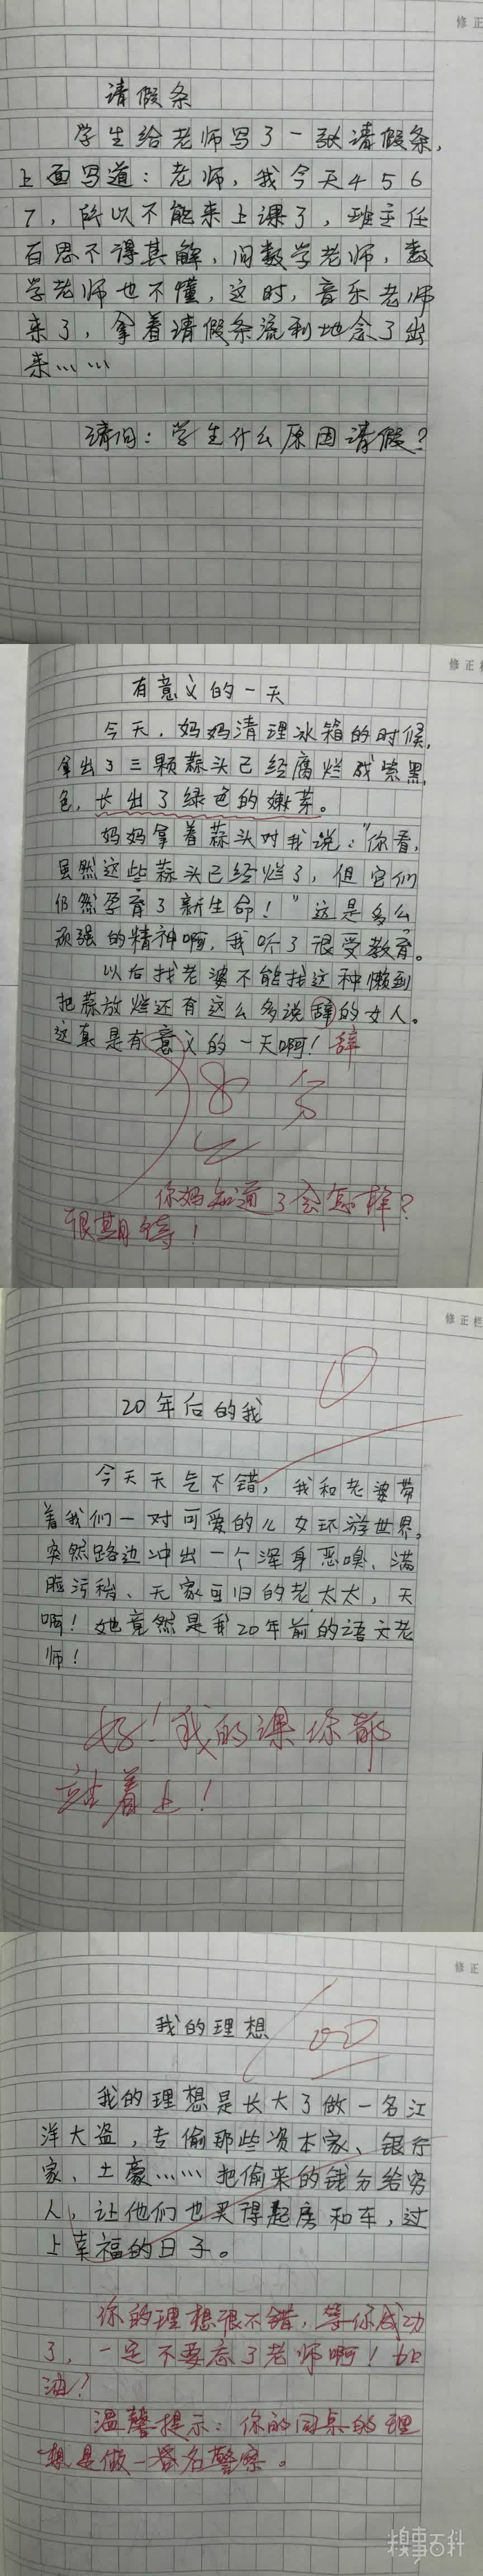 修正
请假条
学生给老师写了一张请假条,
上面写道：老师,我今天4 5 6
7,所以不能来上课了,班主任
百思不得其解,问数学老师,数
学老师也不懂,这时,音乐老师
来了,拿着请假条流利地念了出
来……
请问：学生什么原因请假?
修正
有意义的一天
今天,妈妈清理冰箱的时候,
拿出了三颗蒜头已经腐烂成紫黑
色,长出了绿色的嫩芽。
妈妈拿着蒜头对我说："你看,
虽然这些蒜头已经烂了,但它们
仍然孕育了新生命！"这是多么
顽强的精神啊,我听了很受教育。
以后找老婆不能找这种懒到
把蒜放烂还有这么多说辞的女人。
这真是有意义的一天啊！辞
你妈知道了会怎样?
很期待！
修正栏
20年后的我
今天天气不错,我和老婆带
着我们一对可爱的儿女环游世界。
突然路边冲出一个浑身恶嗅、满
脸污秽、无家可归的老太太,天
啊！她竟然是我20年前的语文老
师！
好！我的课你都
站着上！
修正
我的理想
100
我的理想是长大了做一名江
洋大盗,专偷那些资本家、银行
家、土豪……把偷来的钱分给穷
人,让他们也买得起房和车,过
上幸福的日子。
你的理想很不错,等你成功
了,一定不要忘了老师啊！加
油!
温馨提示：你的同桌的理
想是做一名警察。
糗事百科